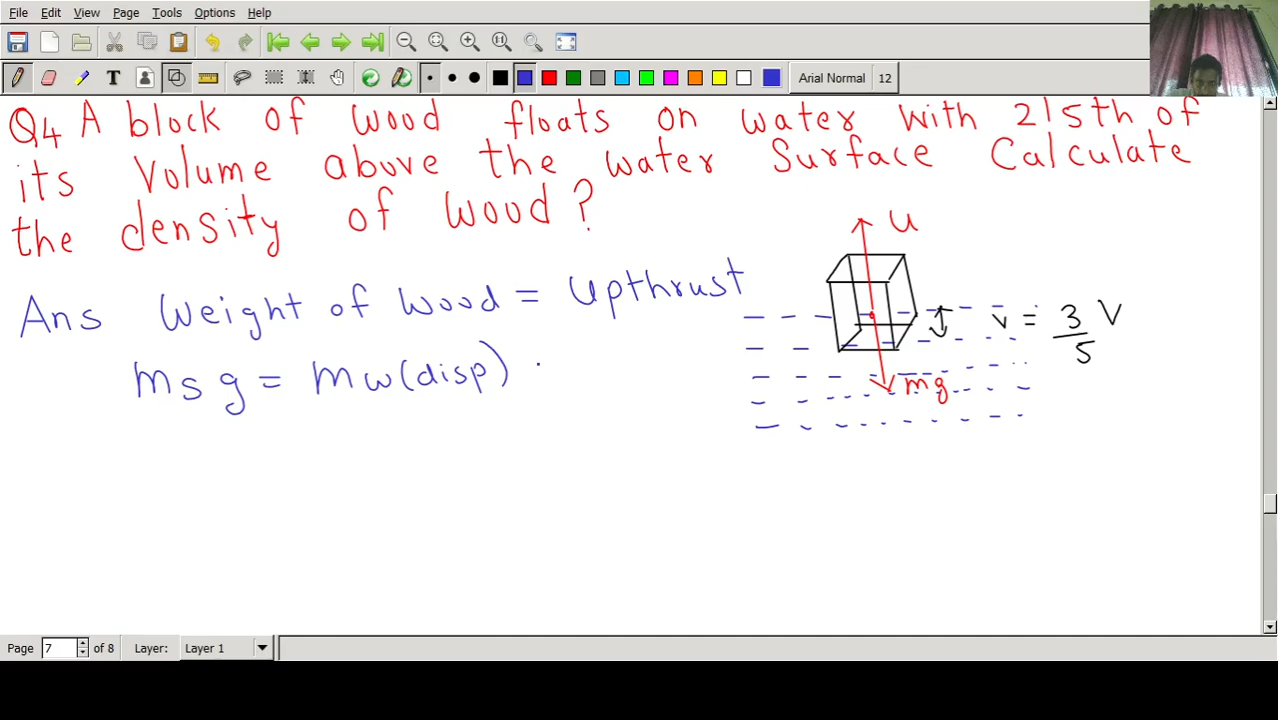 File Edit View Page Tools Options Help
Arial Normal 12
Q4 A block of wood floats on water with 2/5th of
its Volume above the water Surface Calculate
the density of wood?
U
Ans Weight of wood = Upthrust
v = 3/5 V
ms g = mw(disp)
mg
Page 7 of 8 Layer: Layer 1